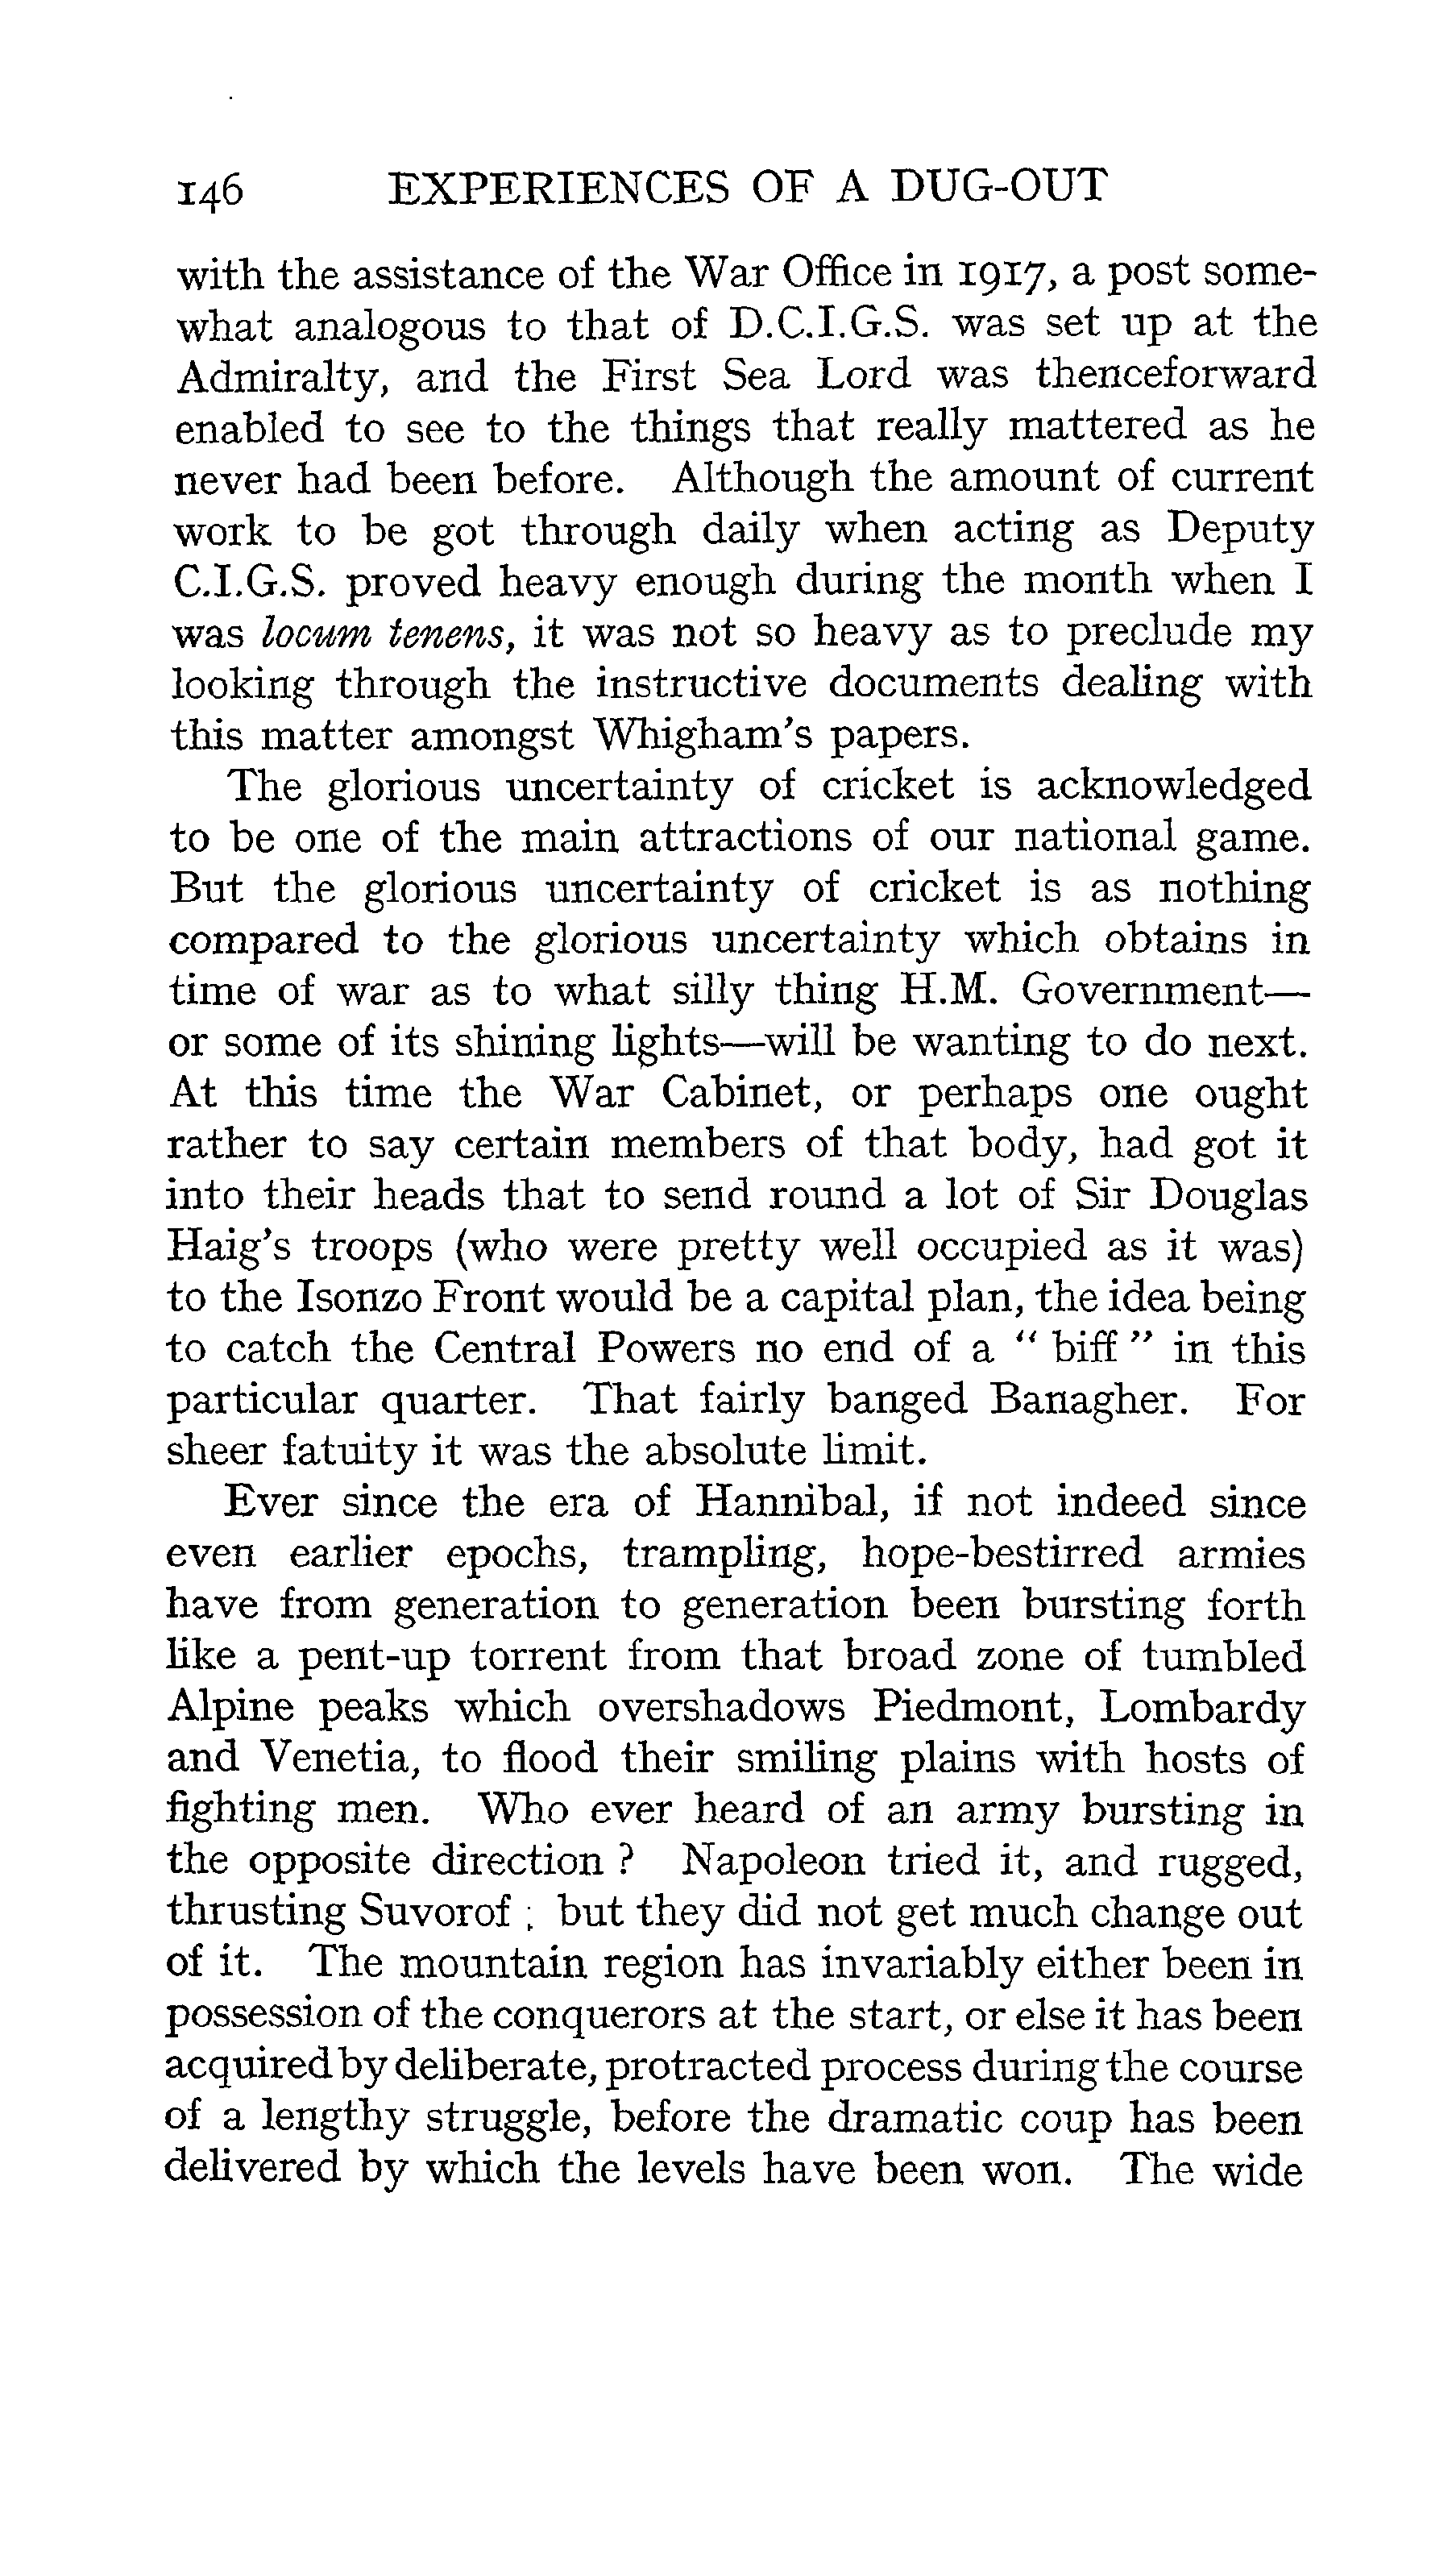 146 EXPERIENCES OF A DUG-OUT
with the assistance of the War Office in 1917, a post some-
what analogous to that of D.C.I.G.S. was set up at the
Admiralty, and the First Sea Lord was thenceforward
enabled to see to the things that really mattered as he
never had been before. Although the amount of current
work to be got through daily when acting as Deputy
C.I.G.S. proved heavy enough during the month when I
was locum tenens, it was not so heavy as to preclude my
looking through the instructive documents dealing with
this matter amongst Whigham's papers.
The glorious uncertainty of cricket is acknowledged
to be one of the main attractions of our national game.
But the glorious uncertainty of cricket is as nothing
compared to the glorious uncertainty which obtains in
time of war as to what silly thing H.M. Government—
or some of its shining lights—will be wanting to do next.
At this time the War Cabinet, or perhaps one ought
rather to say certain members of that body, had got it
into their heads that to send round a lot of Sir Douglas
Haig's troops (who were pretty well occupied as it was)
to the Isonzo Front would be a capital plan, the idea being
to catch the Central Powers no end of a “ biff ” in this
particular quarter. That fairly banged Banagher. For
sheer fatuity it was the absolute limit.
Ever since the era of Hannibal, if not indeed since
even earlier epochs, trampling, hope-bestirred armies
have from generation to generation been bursting forth
like a pent-up torrent from that broad zone of tumbled
Alpine peaks which overshadows Piedmont, Lombardy
and Venetia, to flood their smiling plains with hosts of
fighting men. Who ever heard of an army bursting in
the opposite direction ? Napoleon tried it, and rugged,
thrusting Suvorof ; but they did not get much change out
of it. The mountain region has invariably either been in
possession of the conquerors at the start, or else it has been
acquired by deliberate, protracted process during the course
of a lengthy struggle, before the dramatic coup has been
delivered by which the levels have been won. The wide